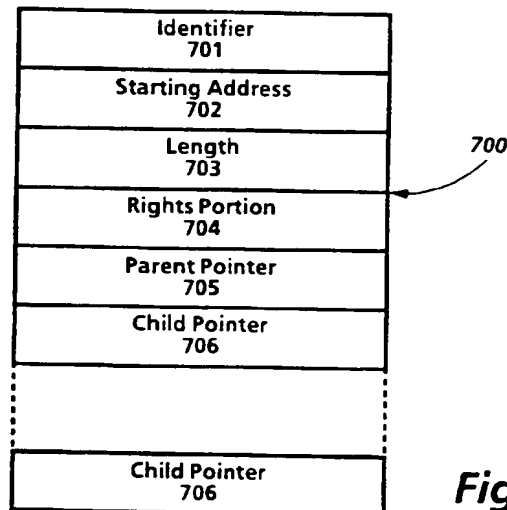 Identifier
701
Starting Address
702
Length
703
700
Rights Portion
704
Parent Pointer
705
Child Pointer
706
Child Pointer
706
Fig